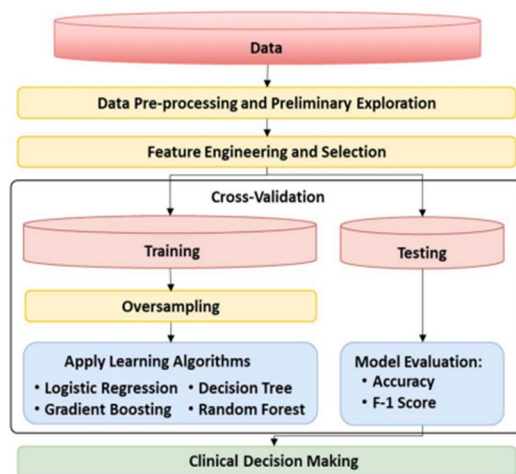 Data
Data Pre-processing and Preliminary Exploration
Feature Engineering and Selection
Cross-Validation
Training
Testing
Oversampling
Apply Learning Algorithms
• Logistic Regression • Decision Tree
• Gradient Boosting • Random Forest
Model Evaluation:
• Accuracy
• F-1 Score
Clinical Decision Making